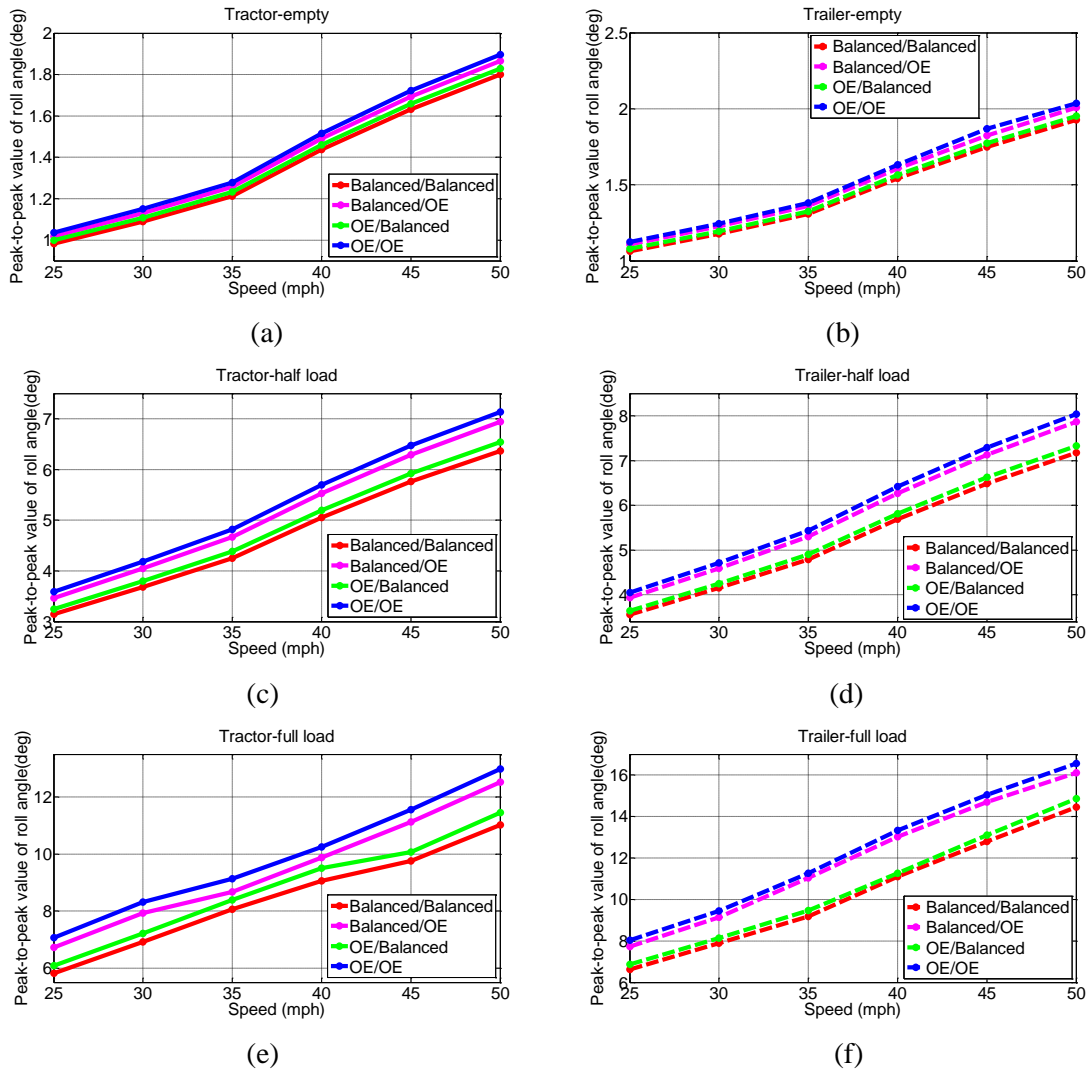 Tractor-empty
Peak-to-peak value of roll angle(deg)
2
1.8
1.6
1.4
1.2
1
25 30 35 40 45 50
Speed (mph)
Balanced/Balanced
Balanced/OE
OE/Balanced
OE/OE
(a)
Trailer-empty
Peak-to-peak value of roll angle(deg)
2.5
2
1.5
1
25 30 35 40 45 50
Speed (mph)
Balanced/Balanced
Balanced/OE
OE/Balanced
OE/OE
(b)
Tractor-half load
Peak-to-peak value of roll angle(deg)
7
6
5
4
3
25 30 35 40 45 50
Speed (mph)
Balanced/Balanced
Balanced/OE
OE/Balanced
OE/OE
(c)
Trailer-half load
Peak-to-peak value of roll angle(deg)
8
7
6
5
4
25 30 35 40 45 50
Speed (mph)
Balanced/Balanced
Balanced/OE
OE/Balanced
OE/OE
(d)
Tractor-full load
Peak-to-peak value of roll angle(deg)
12
10
8
6
25 30 35 40 45 50
Speed (mph)
Balanced/Balanced
Balanced/OE
OE/Balanced
OE/OE
(e)
Trailer-full load
Peak-to-peak value of roll angle(deg)
16
14
12
10
8
6
25 30 35 40 45 50
Speed (mph)
Balanced/Balanced
Balanced/OE
OE/Balanced
OE/OE
(f)